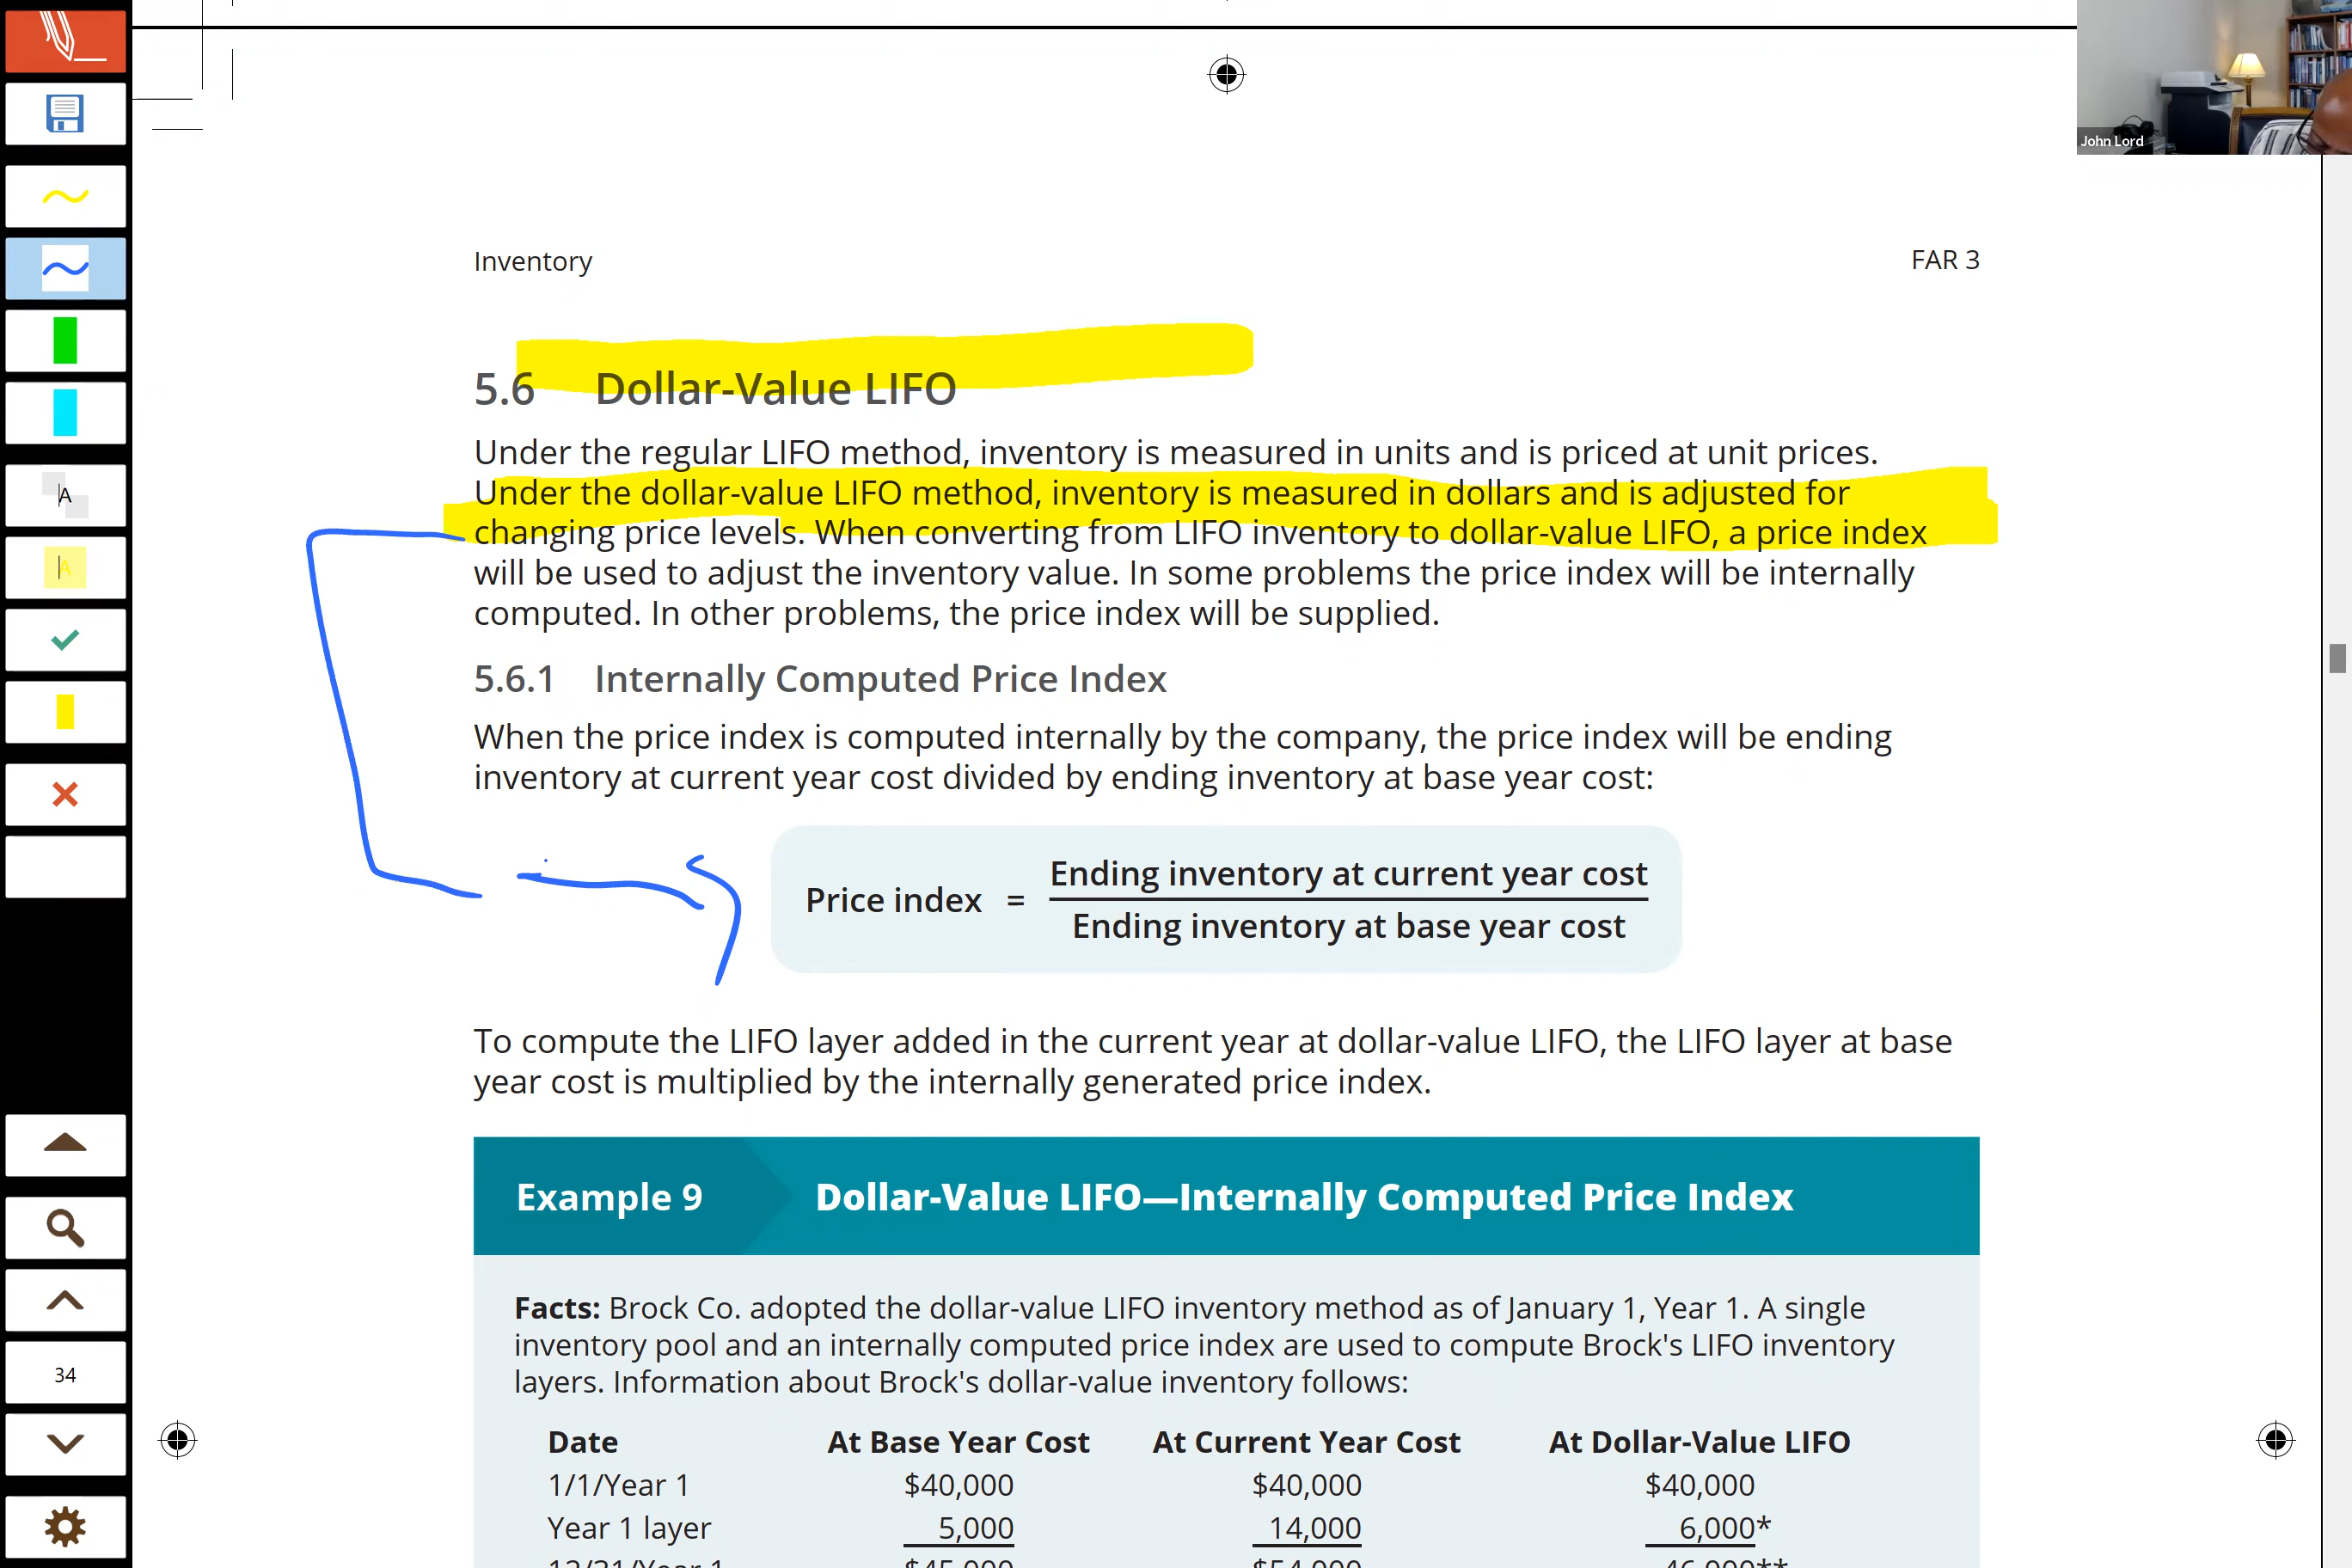 John Lord
Inventory
FAR 3
5.6 Dollar-Value LIFO
Under the regular LIFO method, inventory is measured in units and is priced at unit prices.
Under the dollar-value LIFO method, inventory is measured in dollars and is adjusted for
changing price levels. When converting from LIFO inventory to dollar-value LIFO, a price index
will be used to adjust the inventory value. In some problems the price index will be internally
computed. In other problems, the price index will be supplied.
5.6.1 Internally Computed Price Index
When the price index is computed internally by the company, the price index will be ending
inventory at current year cost divided by ending inventory at base year cost:
Ending inventory at current year cost
Price index =
Ending inventory at base year cost
To compute the LIFO layer added in the current year at dollar-value LIFO, the LIFO layer at base
year cost is multiplied by the internally generated price index.
Example 9 Dollar-Value LIFO—Internally Computed Price Index
Facts: Brock Co. adopted the dollar-value LIFO inventory method as of January 1, Year 1. A single
inventory pool and an internally computed price index are used to compute Brock's LIFO inventory
layers. Information about Brock's dollar-value inventory follows:
Date At Base Year Cost At Current Year Cost At Dollar-Value LIFO
1/1/Year 1 $40,000 $40,000 $40,000
Year 1 layer 5,000 14,000 6,000*
12/31/Year 1 $45,000 $54,000 46,000**
A
A
34